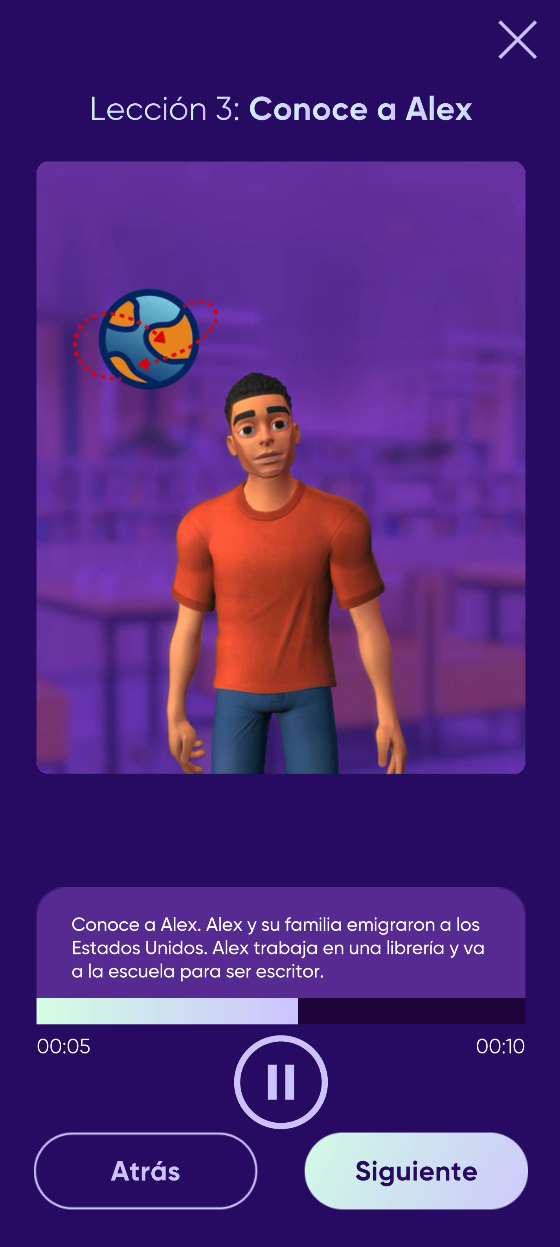 Lección 3: Conoce a Alex
Conoce a Alex. Alex y su familia emigraron a los
Estados Unidos. Alex trabaja en una librería y va
a la escuela para ser escritor.
00:05
00:10
Atrás
Siguiente